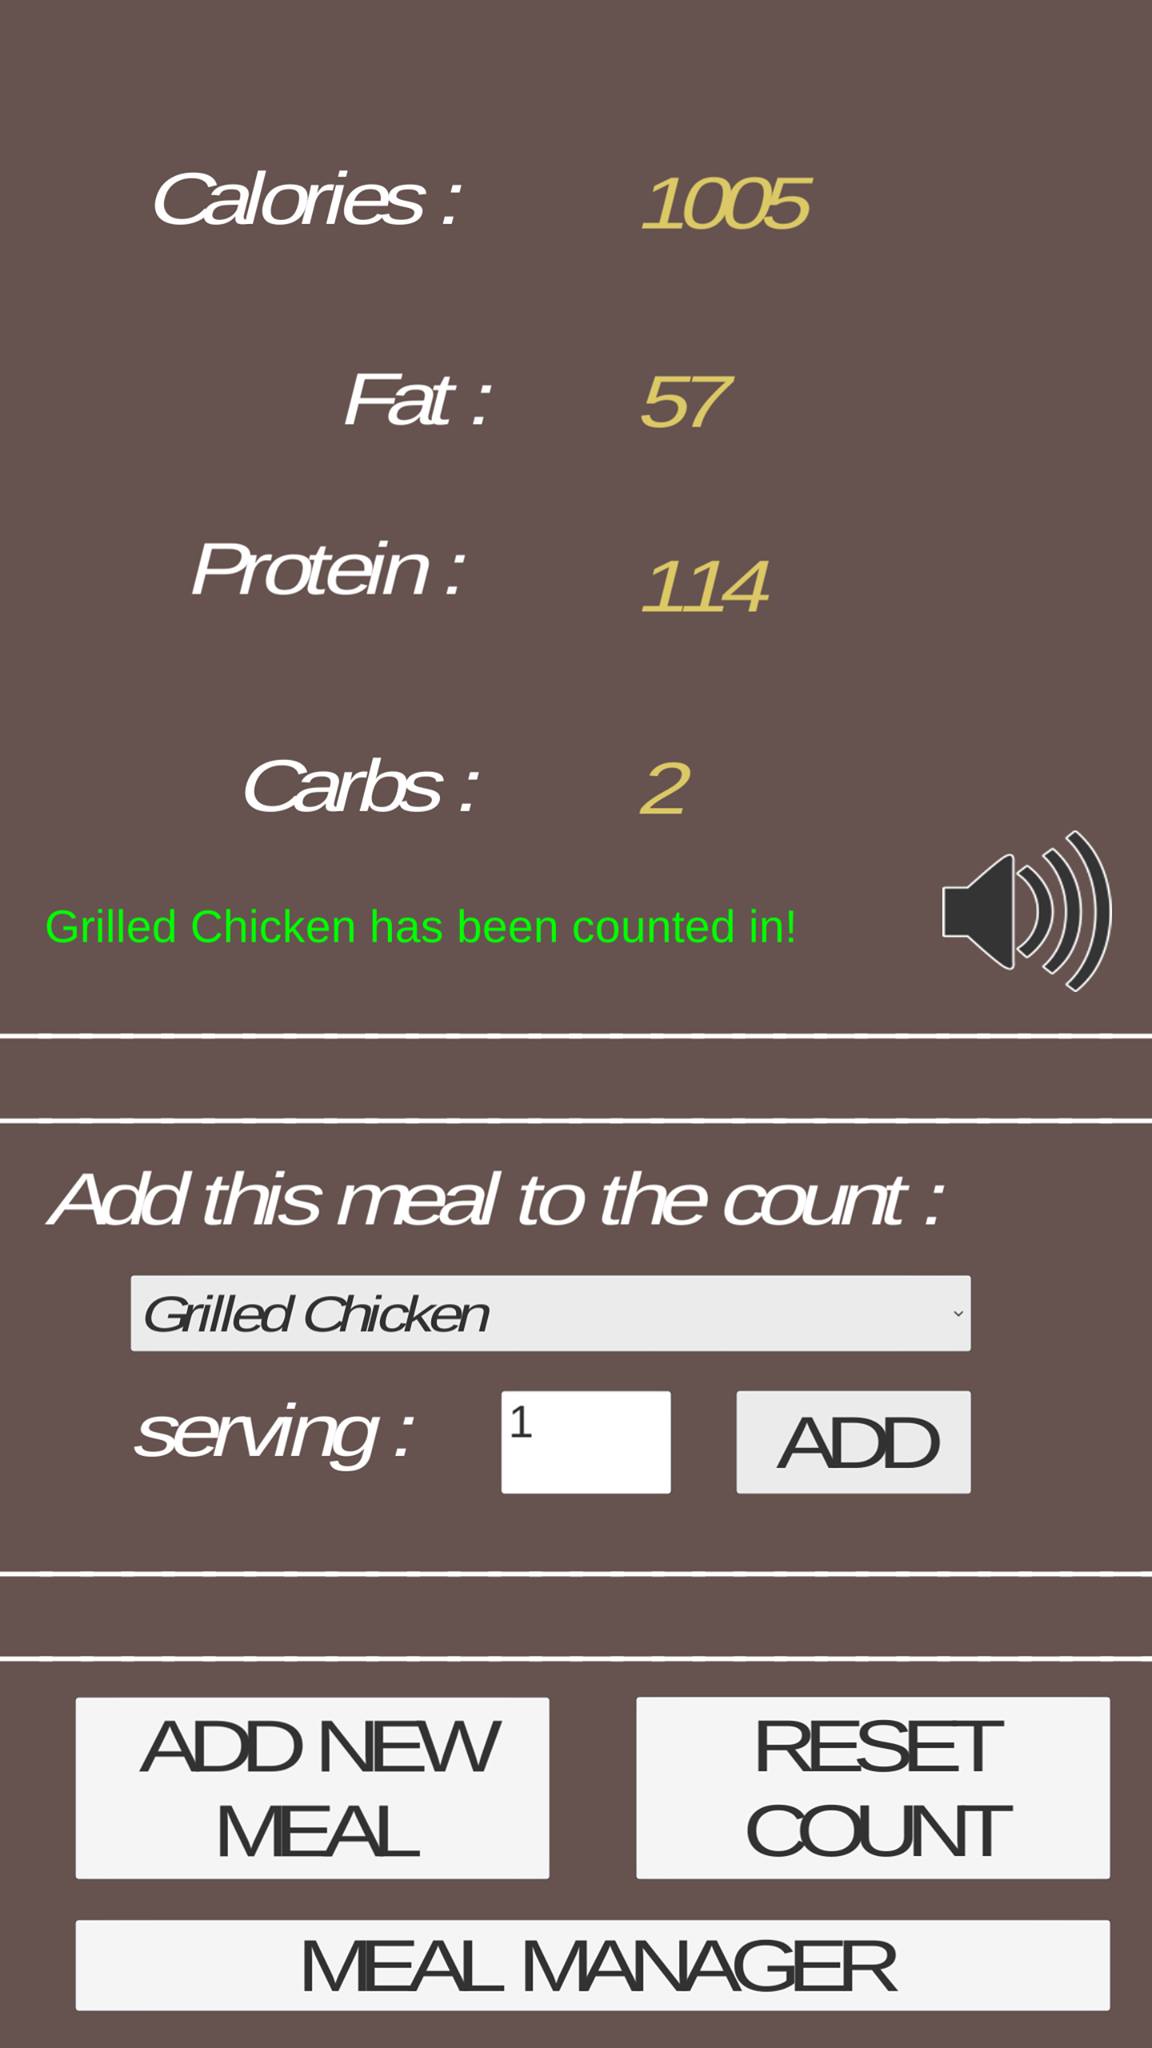 Calories : 1005
Fat : 57
Protein : 114
Carbs : 2
Grilled Chicken has been counted in!
Add this meal to the count :
Grilled Chicken
serving : 1 ADD
ADD NEW
MEAL
RESET
COUNT
MEAL MANAGER